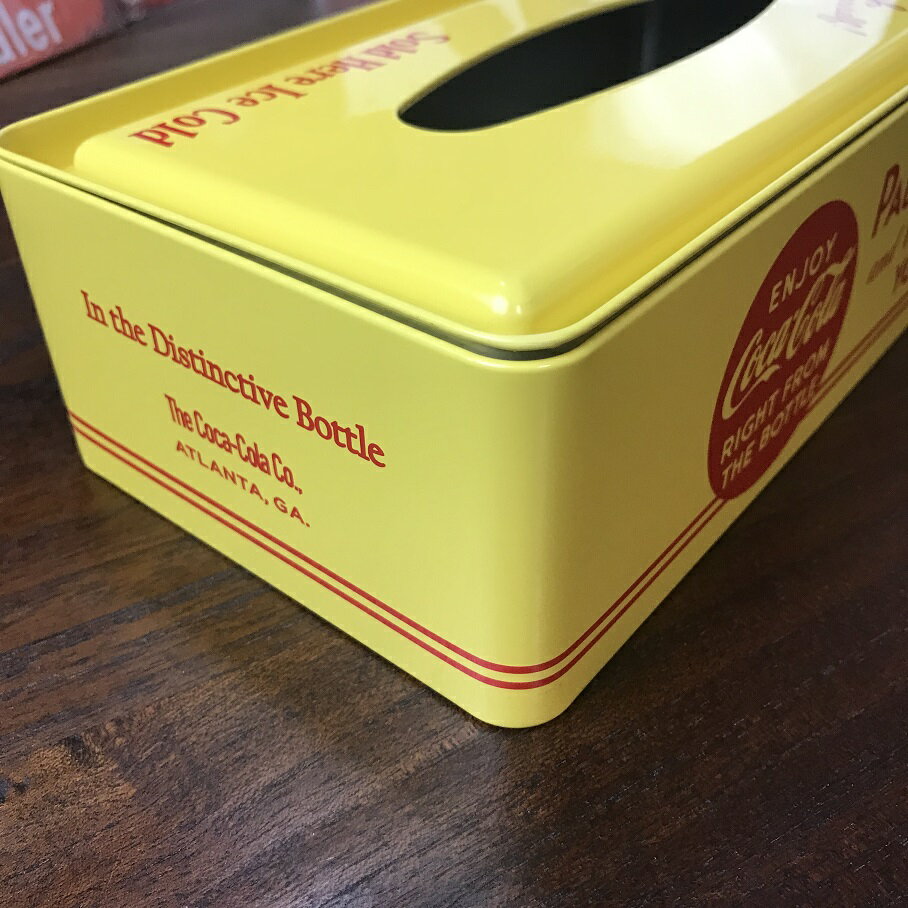 Sold Here Ice Cold
In the Distinctive Bottle
The Coca-Cola Co.,
ATLANTA, GA.
ENJOY
Coca-Cola
RIGHT FROM
THE BOTTLE